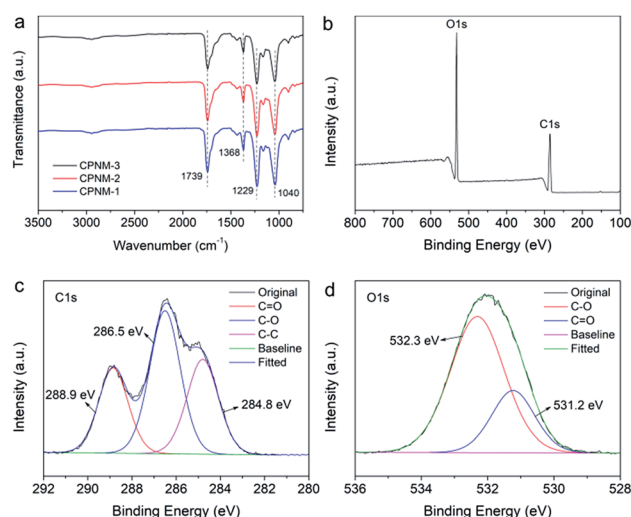 a
Transmittance (a.u.)
CPNM-3
CPNM-2
CPNM-1
1739
1368
1229
1040
3500 3000 2500 2000 1500 1000
Wavenumber (cm⁻¹)
b
Intensity (a.u.)
O1s
C1s
800 700 600 500 400 300 200 100
Binding Energy (eV)
c
C1s
Intensity (a.u.)
288.9 eV
286.5 eV
284.8 eV
Original
C=O
C-O
C-C
Baseline
Fitted
292 290 288 286 284 282 280
Binding Energy (eV)
d
O1s
Intensity (a.u.)
532.3 eV
531.2 eV
Original
C-O
C=O
Baseline
Fitted
536 534 532 530 528
Binding Energy (eV)